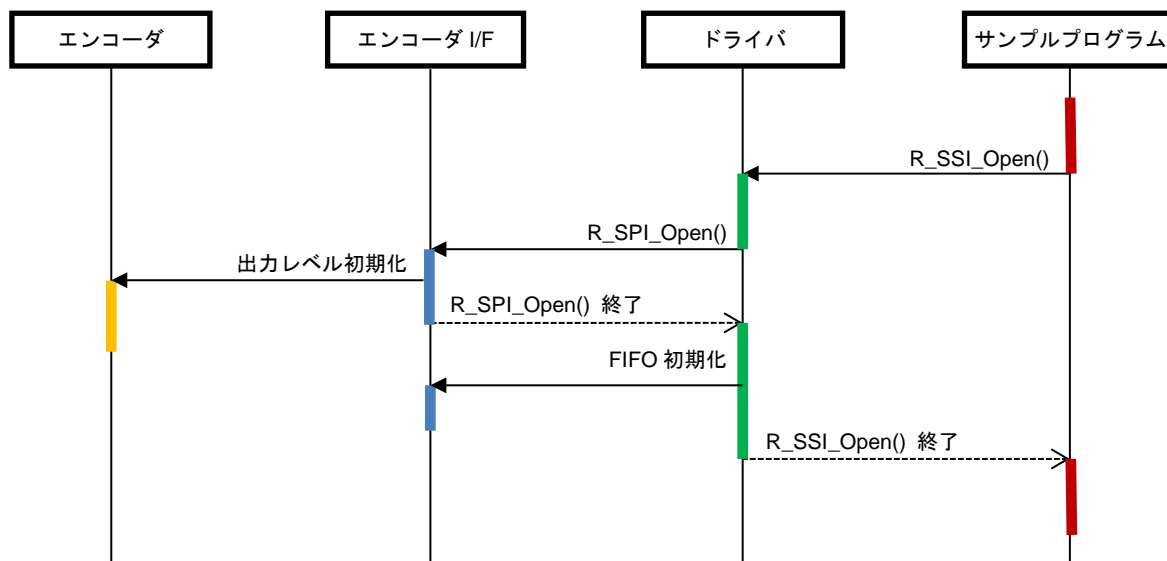 エンコーダ
エンコーダ I/F
ドライバ
サンプルプログラム
R_SSI_Open()
R_SPI_Open()
出力レベル初期化
R_SPI_Open() 終了
FIFO 初期化
R_SSI_Open() 終了